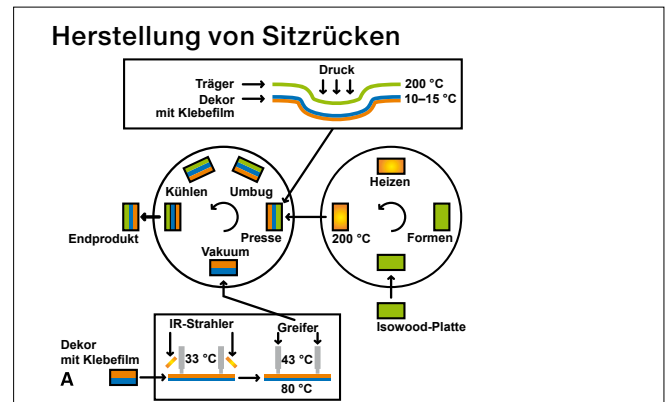 Herstellung von Sitzrücken
Druck
Träger
200 °C
Dekor
mit Klebefilm
10–15 °C
Kühlen
Umbug
Heizen
Endprodukt
Presse
200 °C
Formen
Vakuum
Isowood-Platte
IR-Strahler
Greifer
Dekor
mit Klebefilm
33 °C
43 °C
A
80 °C